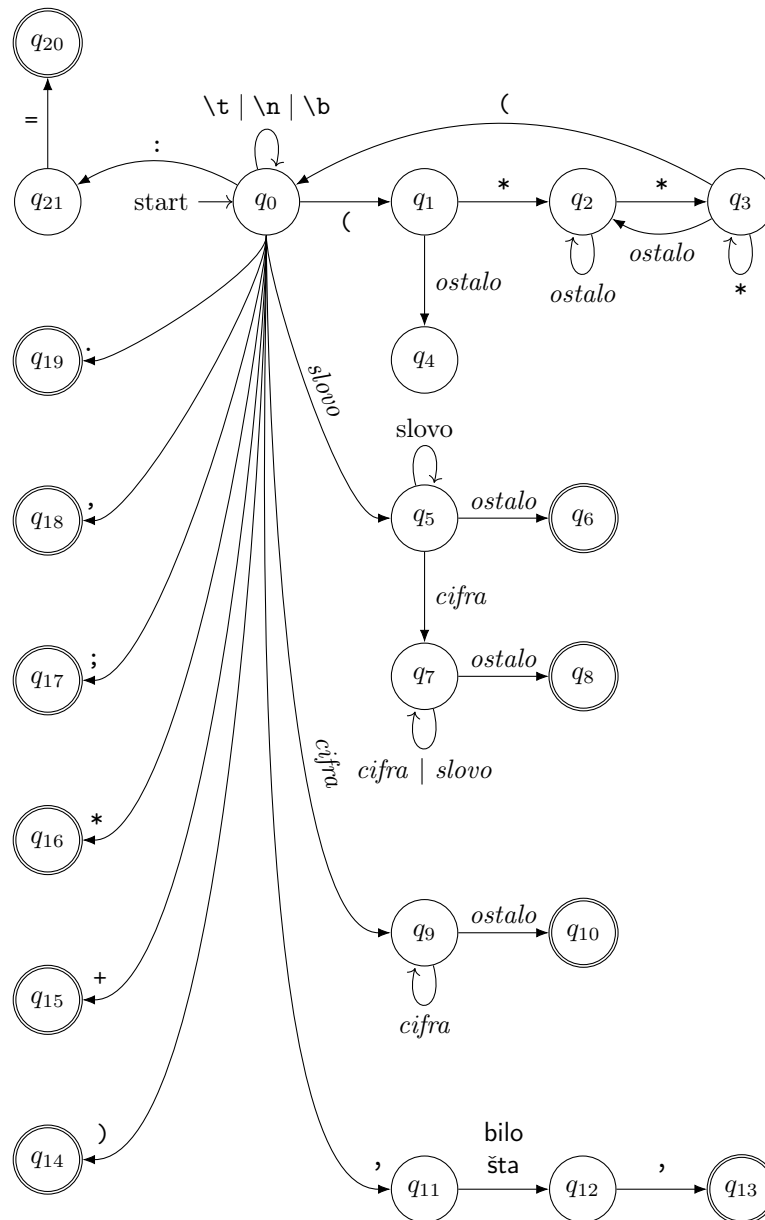 q20
\t | \n | \b
(
=
:
q21
start
q0
(
q1
*
q2
*
q3
ostalo
ostalo
ostalo
*
q19
.
q4
slovo
slovo
q18
,
q5
ostalo
q6
cifra
q17
;
q7
ostalo
q8
cifra
cifra | slovo
q16
*
q9
ostalo
q10
q15
+
cifra
q14
)
bilo
šta
,
q11
q12
,
q13